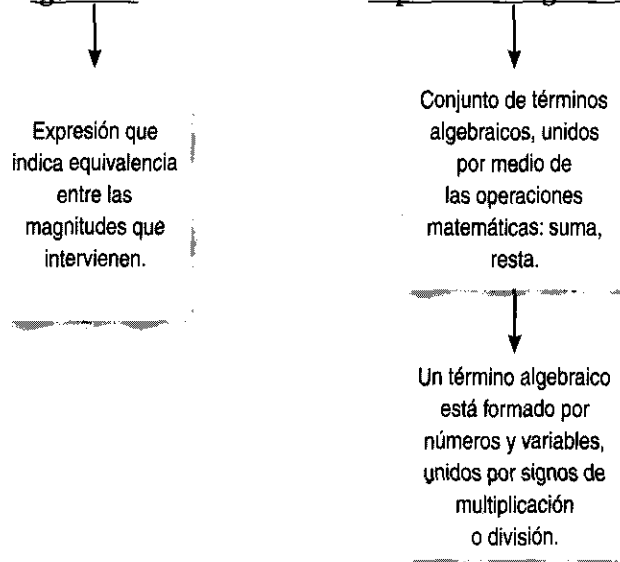 Expresión que
indica equivalencia
entre las
magnitudes que
intervienen.
Conjunto de términos
algebraicos, unidos
por medio de
las operaciones
matemáticas: suma,
resta.
Un término algebraico
está formado por
números y variables,
unidos por signos de
multiplicación
o división.